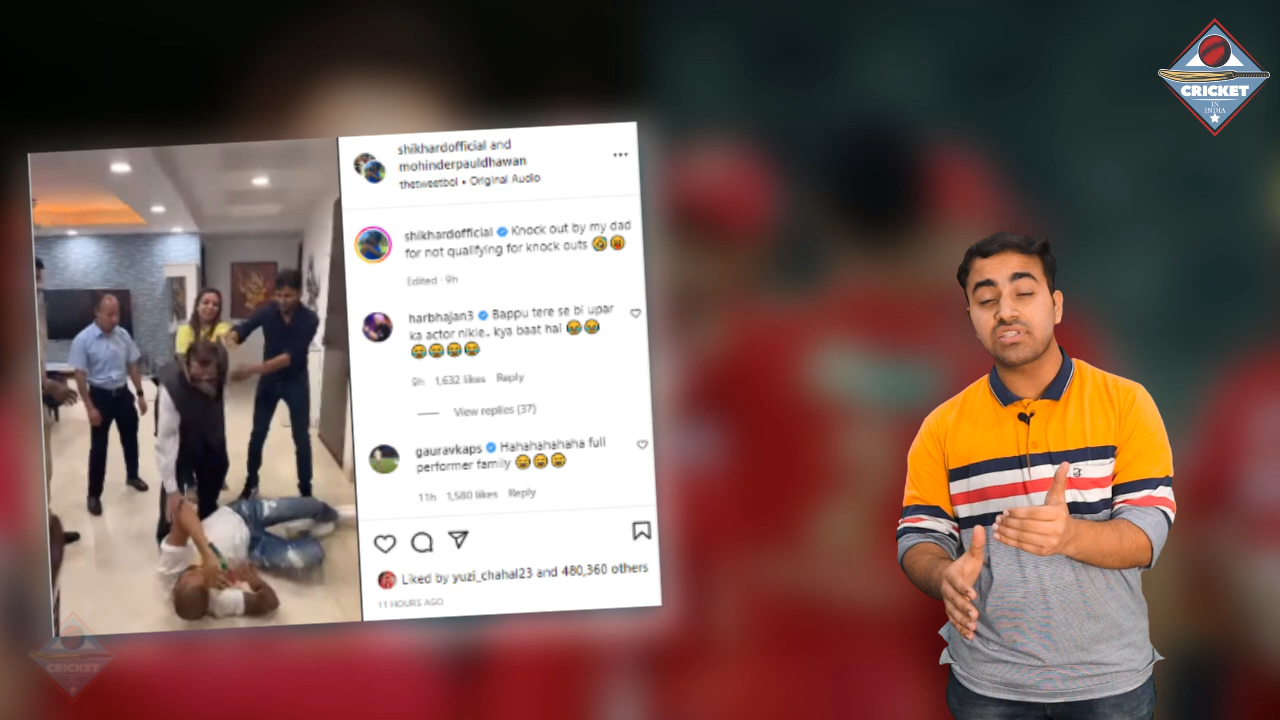 CRICKET
IN
INDIA
shikhardofficial and
mohinderpauldhawan
thetweetbol • Original Audio
shikhardofficial Knock out by my dad
for not qualifying for knock outs 🤣🤪
Edited · 9h
harbhajan3 Bappu tere se bi upar
ka actor nikle.. kya baat hai 😂😂
😂😂😂😂
9h 1,632 likes Reply
View replies (37)
gauravkaps Hahahahahaha full
performer family 😂😂😂
11h 1,580 likes Reply
Liked by yuzi_chahal23 and 480,360 others
11 HOURS AGO
CRICKET